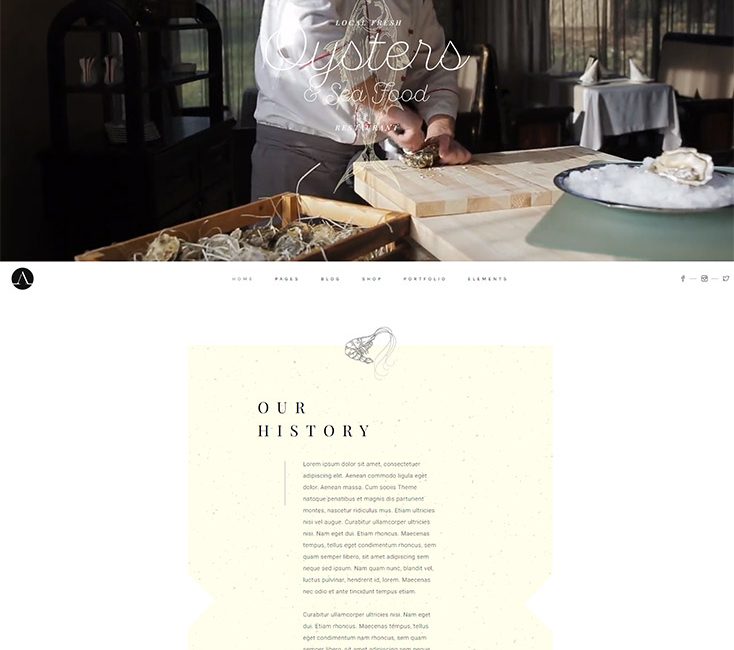 LOCAL FRESH
Oysters
& Sea Food
RESTAURANT
A
HOME PAGES BLOG SHOP PORTFOLIO ELEMENTS
OUR
HISTORY
Lorem ipsum dolor sit amet, consectetuer
adipiscing elit. Aenean commodo ligula eget
dolor. Aenean massa. Cum sociis Theme
natoque penatibus et magnis dis parturient
montes, nascetur ridiculus mus. Etiam ultricies
nisi vel augue. Curabitur ullamcorper ultricies
nisi. Nam eget dui. Etiam rhoncus. Maecenas
tempus, tellus eget condimentum rhoncus, sem
quam semper libero, sit amet adipiscing sem
neque sed ipsum. Nam quam nunc, blandit vel,
luctus pulvinar, hendrerit id, lorem. Maecenas
nec odio et ante tincidunt tempus etiam.
Curabitur ullamcorper ultricies nisi. Nam eget
dui. Etiam rhoncus. Maecenas tempus, tellus
eget condimentum nam rhoncus, sem quam
semper libero, sit amet adipiscing sem neque